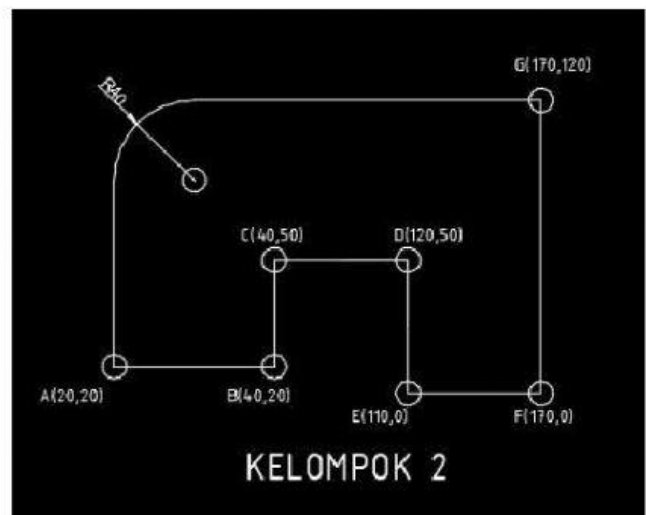 G(170,120)
R40
C(40,50) D(120,50)
A(20,20) B(40,20)
E(110,0) F(170,0)
KELOMPOK 2